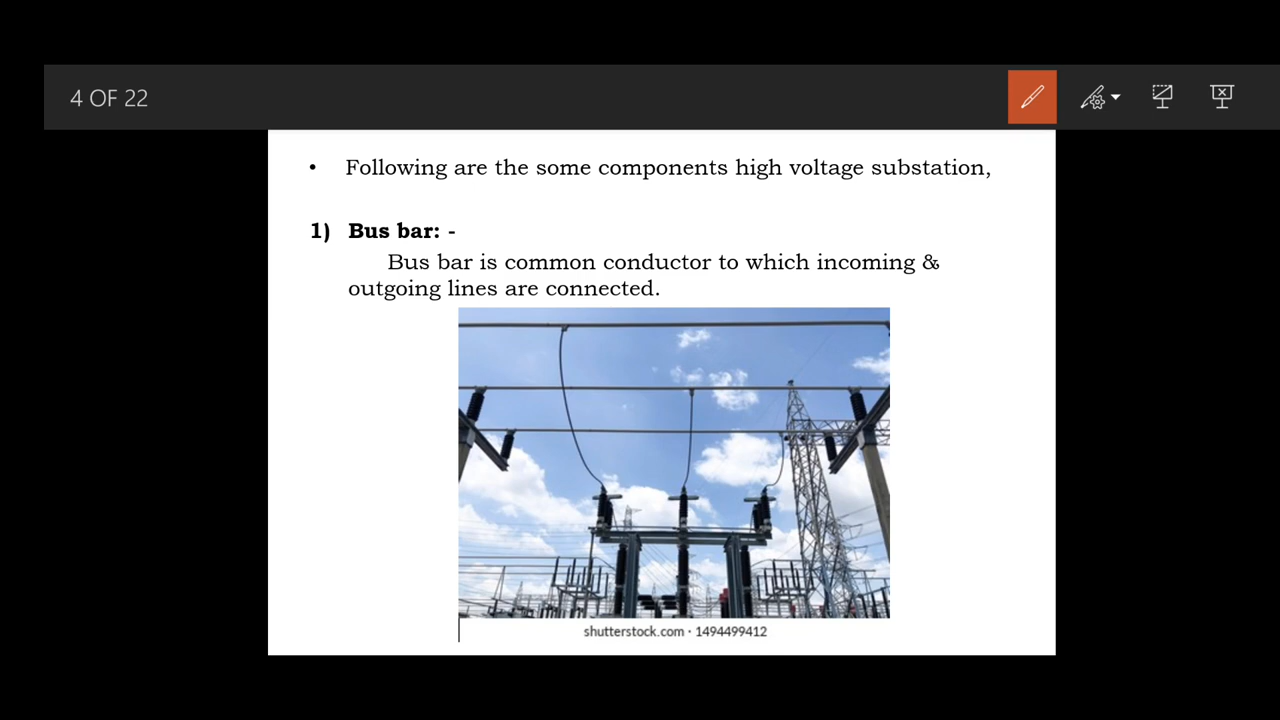 4 OF 22
• Following are the some components high voltage substation,
1) Bus bar: -
Bus bar is common conductor to which incoming &
outgoing lines are connected.
shutterstock.com · 1494499412